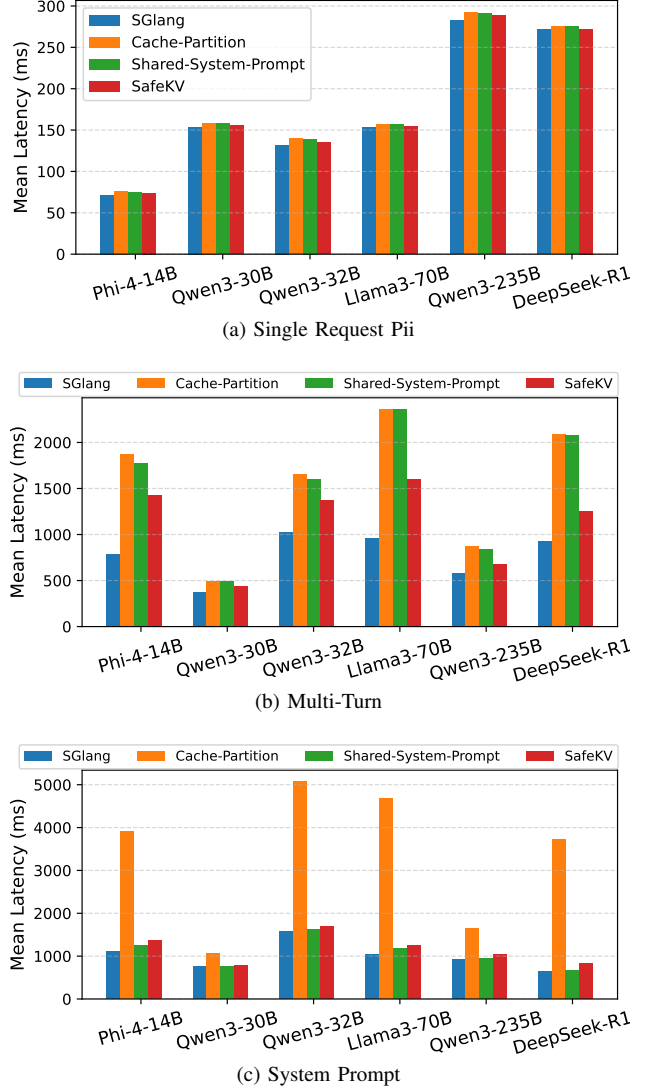 300
250
200
150
100
50
0
Mean Latency (ms)
SGlang
Cache-Partition
Shared-System-Prompt
SafeKV
Phi-4-14B
Qwen3-30B
Qwen3-32B
Llama3-70B
Qwen3-235B
DeepSeek-R1
(a) Single Request Pii
SGlang Cache-Partition Shared-System-Prompt SafeKV
2000
1500
1000
500
0
Mean Latency (ms)
Phi-4-14B
Qwen3-30B
Qwen3-32B
Llama3-70B
Qwen3-235B
DeepSeek-R1
(b) Multi-Turn
SGlang Cache-Partition Shared-System-Prompt SafeKV
5000
4000
3000
2000
1000
0
Mean Latency (ms)
Phi-4-14B
Qwen3-30B
Qwen3-32B
Llama3-70B
Qwen3-235B
DeepSeek-R1
(c) System Prompt